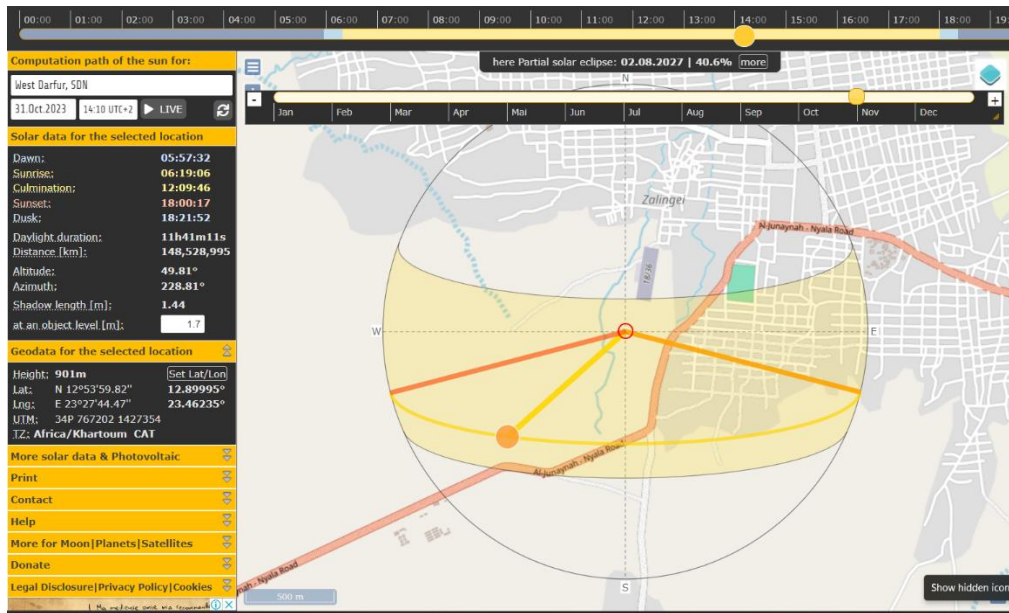 00:00 01:00 02:00 03:00 04:00 05:00 06:00 07:00 08:00 09:00 10:00 11:00 12:00 13:00 14:00 15:00 16:00 17:00 18:00 19:
Computation path of the sun for:
West Darfur, SDN
31.Oct.2023 14:10 UTC+2 LIVE
Solar data for the selected location
Dawn: 05:57:32
Sunrise: 06:19:06
Culmination: 12:09:46
Sunset: 18:00:17
Dusk: 18:21:52
Daylight duration: 11h41m11s
Distance [km]: 148,528,995
Altitude: 49.81°
Azimuth: 228.81°
Shadow length [m]: 1.44
at an object level [m]: 1.7
Geodata for the selected location
Height: 901m Set Lat/Lon
Lat: N 12°53'59.82" 12.89995°
Lng: E 23°27'44.47" 23.46235°
UTM: 34P 767202 1427354
TZ: Africa/Khartoum CAT
More solar data & Photovoltaic
Print
Contact
Help
More for Moon|Planets|Satellites
Donate
Legal Disclosure|Privacy Policy|Cookies
here Partial solar eclipse: 02.08.2027 | 40.6% more
N
- +
Jan Feb Mar Apr Mai Jun Jul Aug Sep Oct Nov Dec
Zalingei
Al-Junaynah - Nyala Road
18/36
W E
Al-Junaynah - Nyala Road
S
nah - Nyala Road
500 m
Show hidden icon